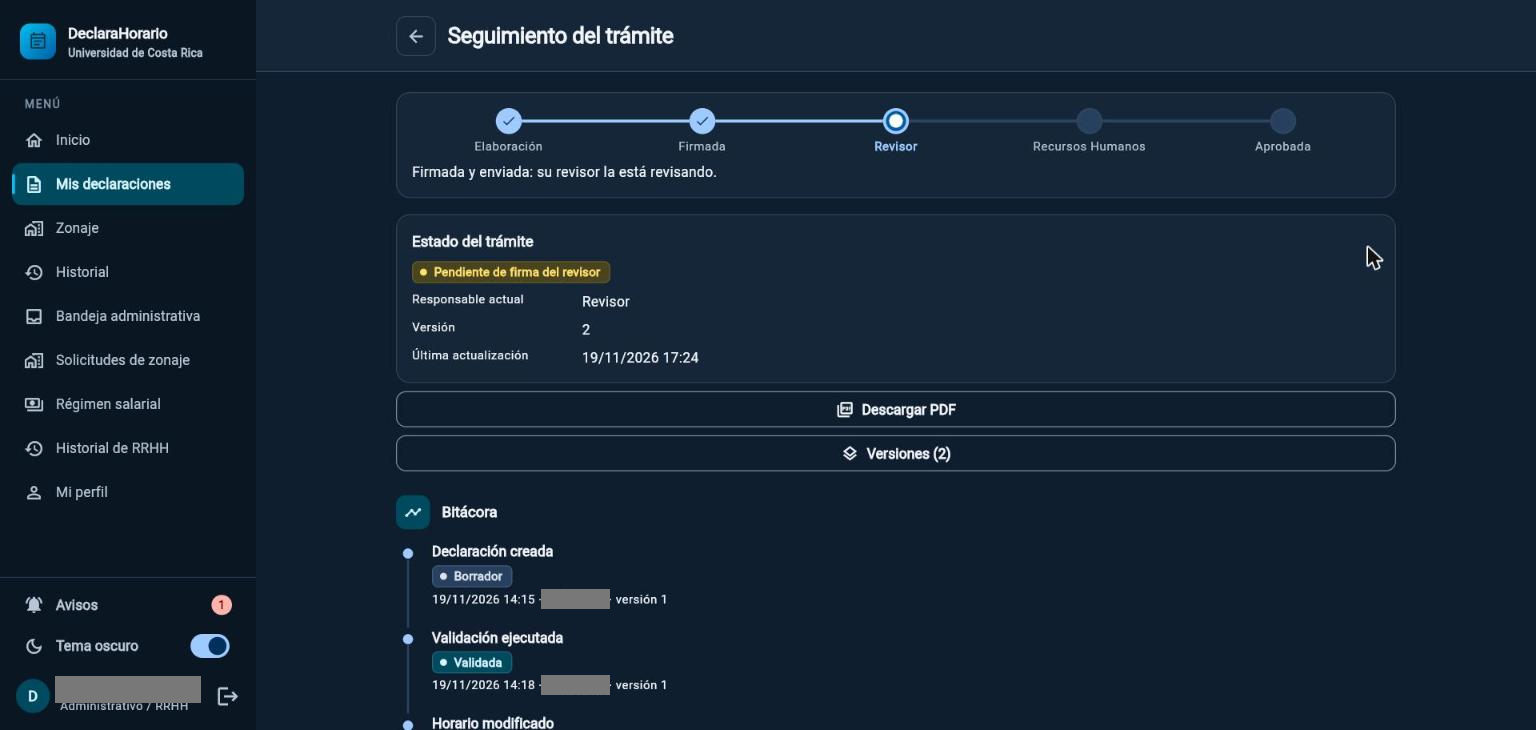 DeclaraHorario
Universidad de Costa Rica
MENÚ
Inicio
Mis declaraciones
Zonaje
Historial
Bandeja administrativa
Solicitudes de zonaje
Régimen salarial
Historial de RRHH
Mi perfil
Avisos 1
Tema oscuro
D
Administrativo / RRHH
Seguimiento del trámite
Elaboración Firmada Revisor Recursos Humanos Aprobada
Firmada y enviada: su revisor la está revisando.
Estado del trámite
Pendiente de firma del revisor
Responsable actual Revisor
Versión 2
Última actualización 19/11/2026 17:24
Descargar PDF
Versiones (2)
Bitácora
Declaración creada
Borrador
19/11/2026 14:15 · · versión 1
Validación ejecutada
Validada
19/11/2026 14:18 · · versión 1
Horario modificado